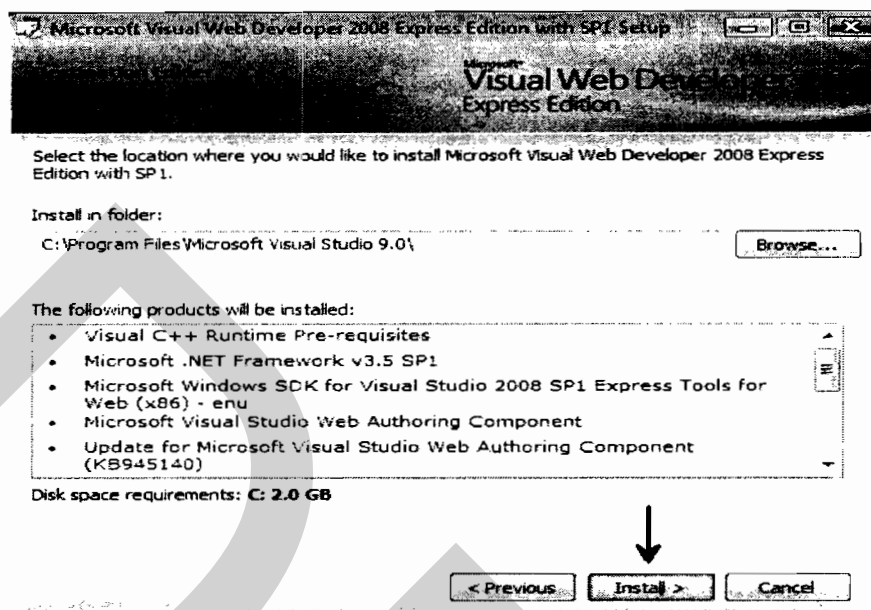 Microsoft Visual Web Developer 2008 Express Edition with SP1 Setup
Microsoft®
Visual Web Developer
Express Edition
Select the location where you would like to install Microsoft Visual Web Developer 2008 Express
Edition with SP1.
Install in folder:
C:\Program Files\Microsoft Visual Studio 9.0\
Browse...
The following products will be installed:
• Visual C++ Runtime Pre-requisites
• Microsoft .NET Framework v3.5 SP1
• Microsoft Windows SDK for Visual Studio 2008 SP1 Express Tools for
Web (x86) - enu
• Microsoft Visual Studio Web Authoring Component
• Update for Microsoft Visual Studio Web Authoring Component
(KB945140)
Disk space requirements: C: 2.0 GB
< Previous
Install >
Cancel